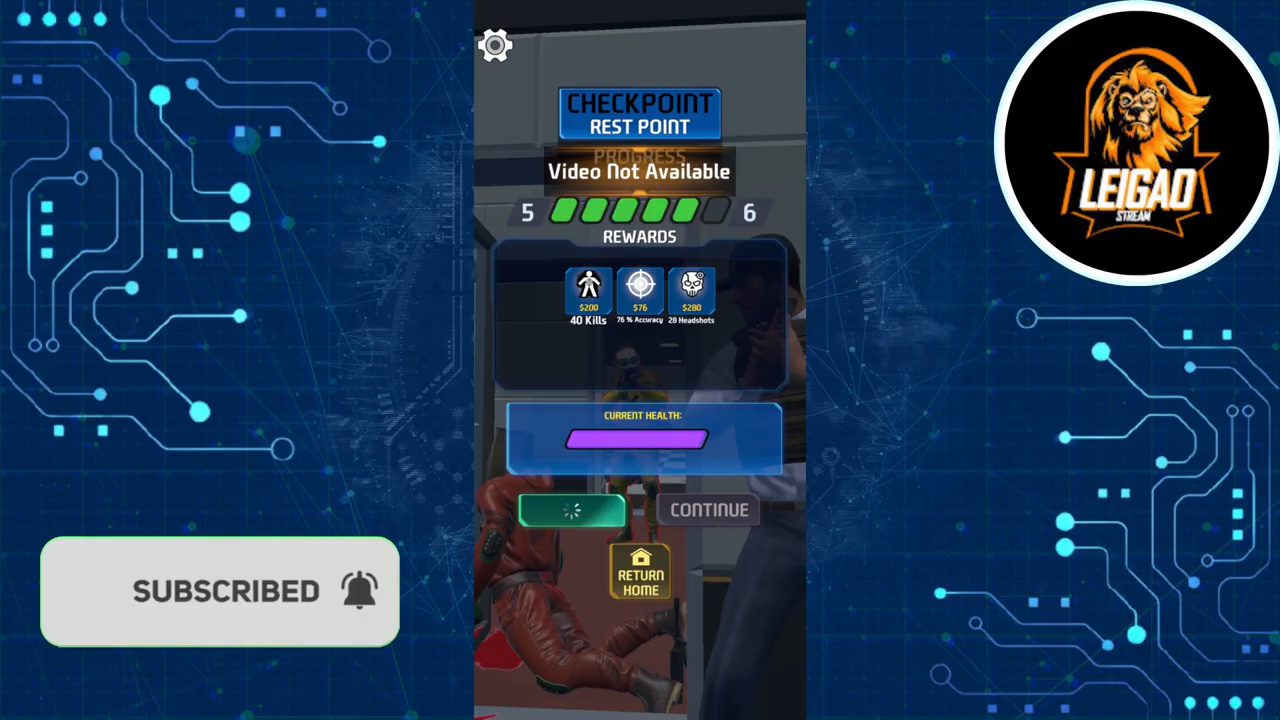 CHECKPOINT
REST POINT
PROGRESS
Video Not Available
5 6
REWARDS
$200 $76 $280
40 Kills 76 % Accuracy 28 Headshots
CURRENT HEALTH:
CONTINUE
RETURN
HOME
SUBSCRIBED
LEIGAO
STREAM